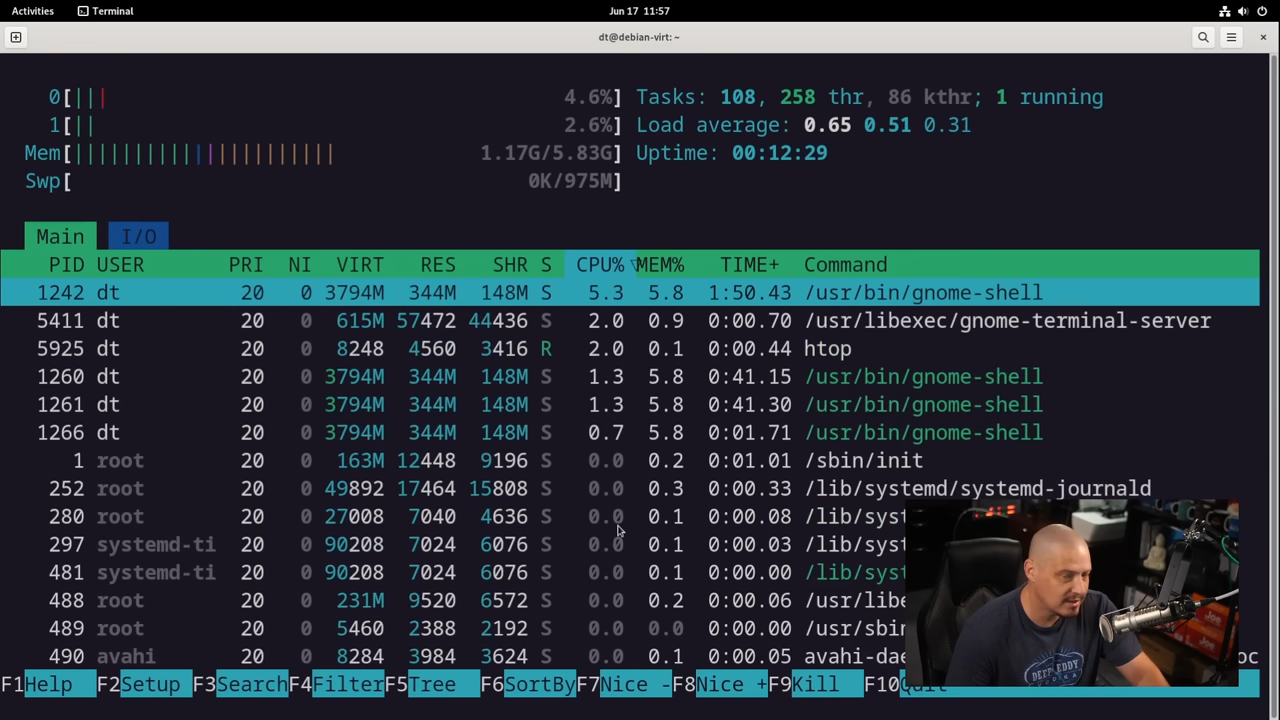 Activities Terminal Jun 17 11:57
dt@debian-virt: ~
0[||| 4.6%] Tasks: 108, 258 thr, 86 kthr; 1 running
1[|| 2.6%] Load average: 0.65 0.51 0.31
Mem[|||||||||||||||||||||| 1.17G/5.83G] Uptime: 00:12:29
Swp[ 0K/975M]
Main I/O
PID USER PRI NI VIRT RES SHR S CPU%▽MEM% TIME+ Command
1242 dt 20 0 3794M 344M 148M S 5.3 5.8 1:50.43 /usr/bin/gnome-shell
5411 dt 20 0 615M 57472 44436 S 2.0 0.9 0:00.70 /usr/libexec/gnome-terminal-server
5925 dt 20 0 8248 4560 3416 R 2.0 0.1 0:00.44 htop
1260 dt 20 0 3794M 344M 148M S 1.3 5.8 0:41.15 /usr/bin/gnome-shell
1261 dt 20 0 3794M 344M 148M S 1.3 5.8 0:41.30 /usr/bin/gnome-shell
1266 dt 20 0 3794M 344M 148M S 0.7 5.8 0:01.71 /usr/bin/gnome-shell
1 root 20 0 163M 12448 9196 S 0.0 0.2 0:01.01 /sbin/init
252 root 20 0 49892 17464 15808 S 0.0 0.3 0:00.33 /lib/systemd/systemd-journald
280 root 20 0 27008 7040 4636 S 0.0 0.1 0:00.08 /lib/syst
297 systemd-ti 20 0 90208 7024 6076 S 0.0 0.1 0:00.03 /lib/syst
481 systemd-ti 20 0 90208 7024 6076 S 0.0 0.1 0:00.00 /lib/syst
488 root 20 0 231M 9520 6572 S 0.0 0.2 0:00.06 /usr/libe
489 root 20 0 5460 2388 2192 S 0.0 0.0 0:00.00 /usr/sbin
490 avahi 20 0 8284 3984 3624 S 0.0 0.1 0:00.05 avahi-dae oc
F1Help F2Setup F3SearchF4FilterF5Tree F6SortByF7Nice -F8Nice +F9Kill F10Quit
DEEP EDDY